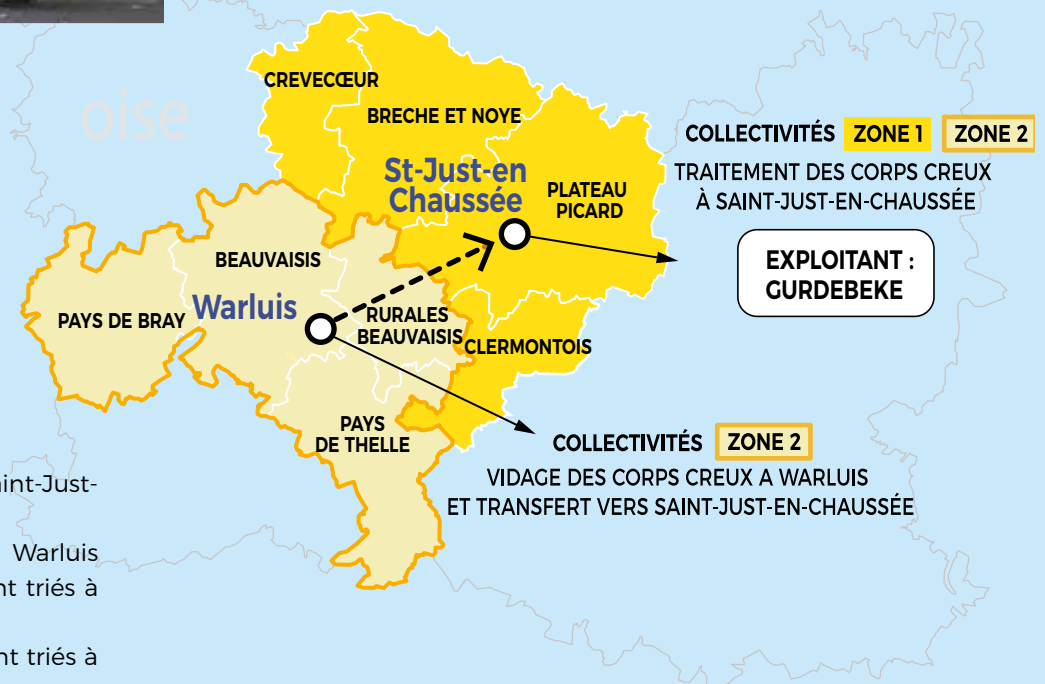 oise
CREVECŒUR
BRECHE ET NOYE
St-Just-en
Chaussée
PLATEAU
PICARD
COLLECTIVITÉS ZONE 1 ZONE 2
TRAITEMENT DES CORPS CREUX
À SAINT-JUST-EN-CHAUSSÉE
EXPLOITANT :
GURDEBEKE
BEAUVAISIS
PAYS DE BRAY
Warluis
RURALES
BEAUVAISIS
CLERMONTOIS
PAYS
DE THELLE
COLLECTIVITÉS ZONE 2
VIDAGE DES CORPS CREUX A WARLUIS
ET TRANSFERT VERS SAINT-JUST-EN-CHAUSSÉE
int-Just-
Warluis
nt triés à
nt triés à